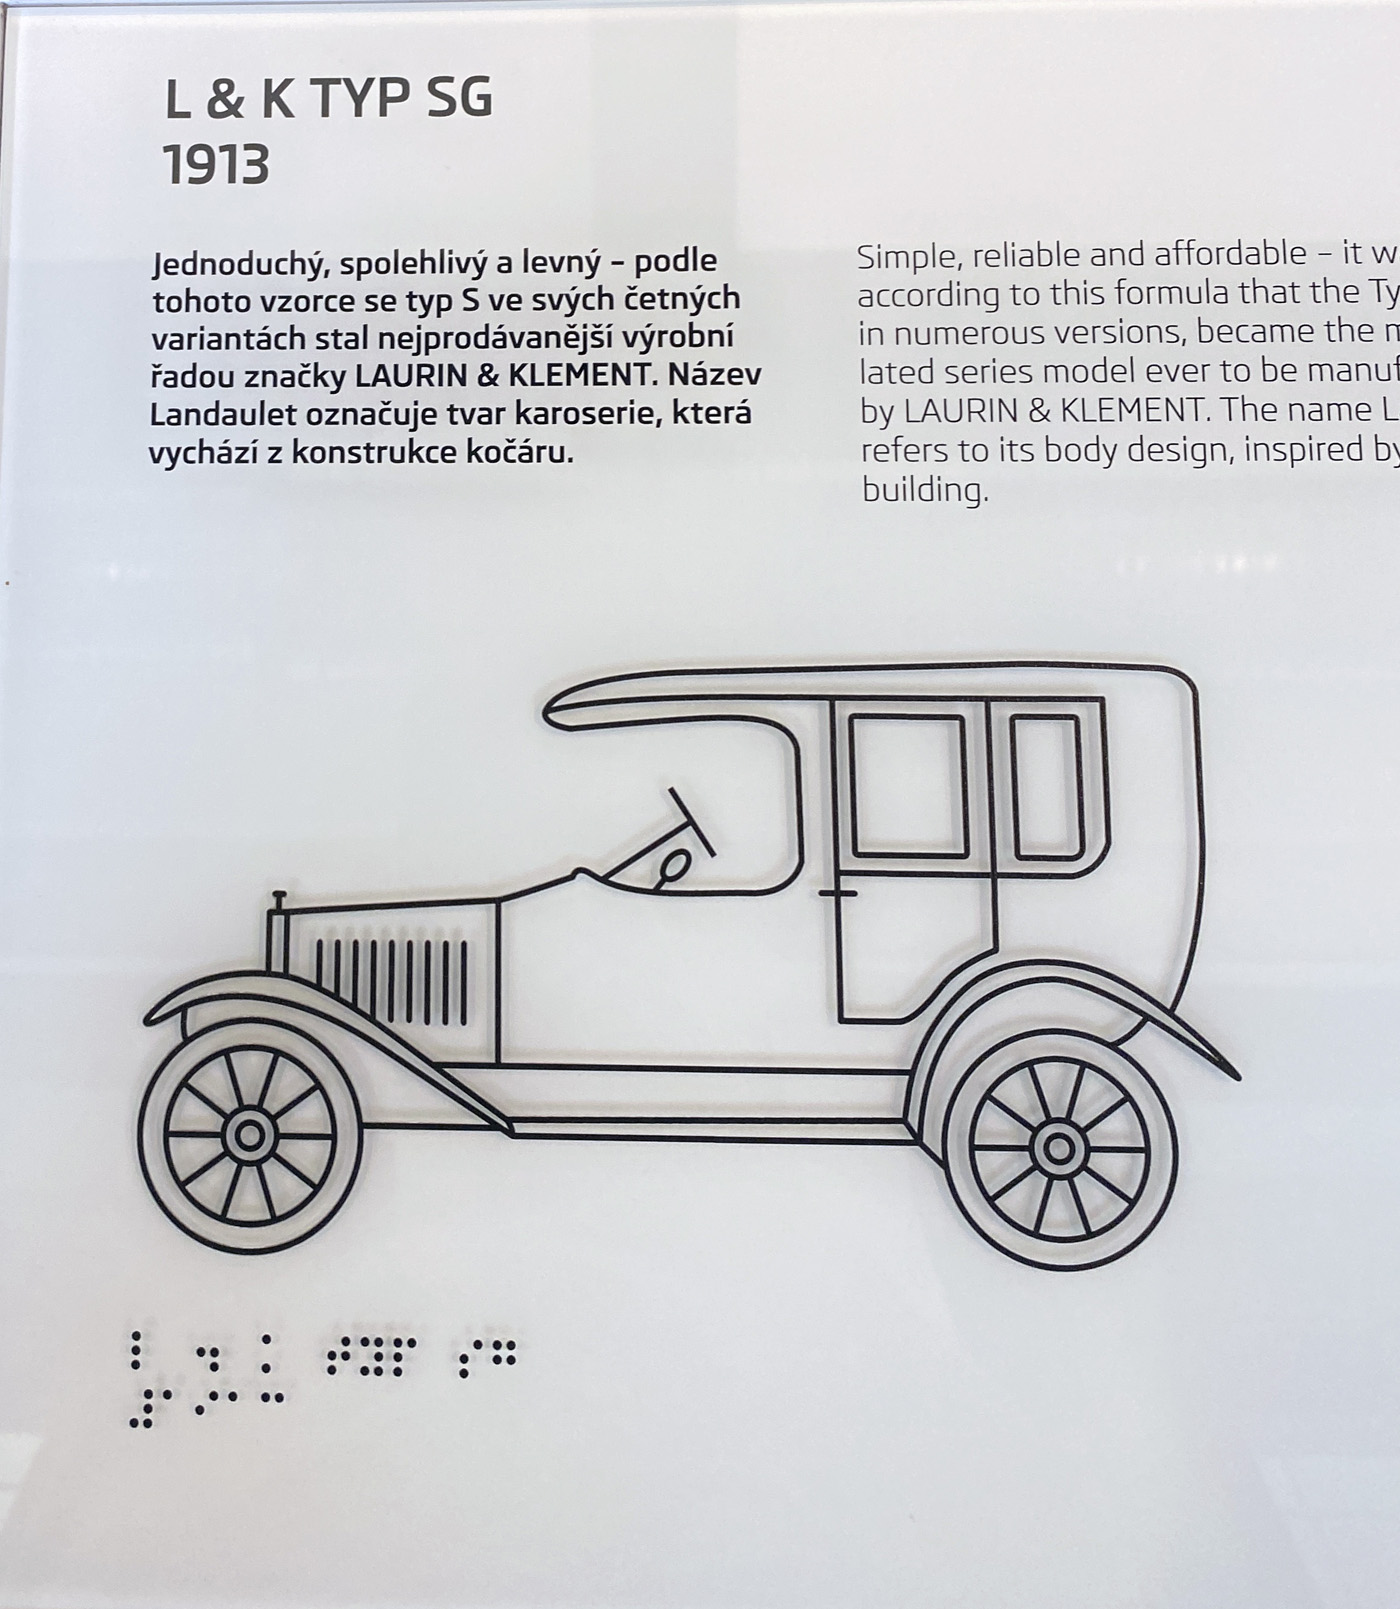 L & K TYP SG
1913
Jednoduchý, spolehlivý a levný – podle
tohoto vzorce se typ S ve svých četných
variantách stal nejprodávanější výrobní
řadou značky LAURIN & KLEMENT. Název
Landaulet označuje tvar karoserie, která
vychází z konstrukce kočáru.
Simple, reliable and affordable – it w
according to this formula that the Ty
in numerous versions, became the m
lated series model ever to be manuf
by LAURIN & KLEMENT. The name L
refers to its body design, inspired by
building.